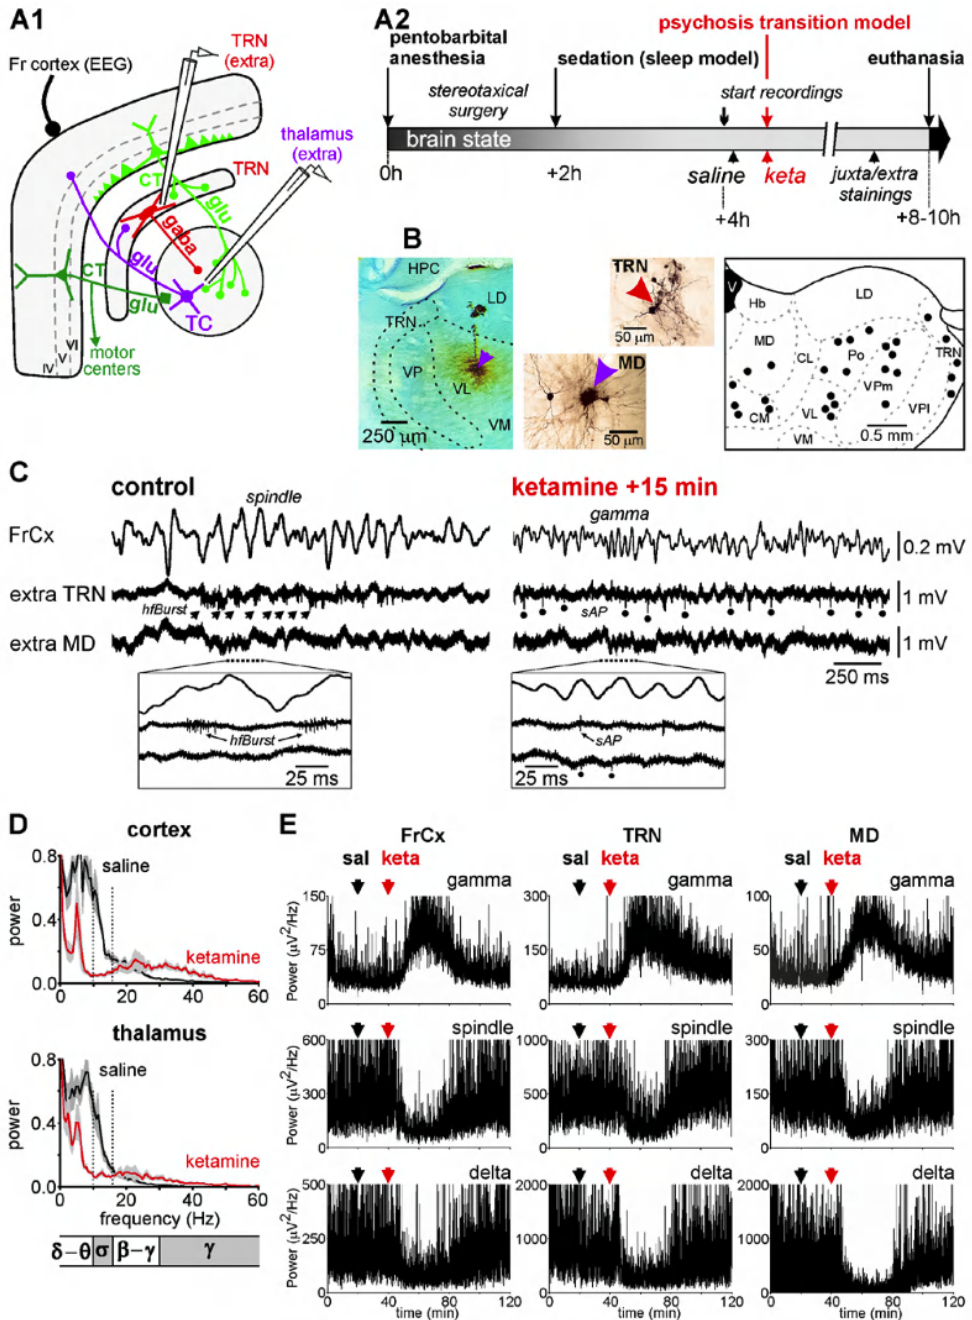 A1
Fr cortex (EEG)
TRN
(extra)
thalamus
(extra)
TRN
CT
glu
gaba
glu
CT
glu
TC
motor
centers
IV
V
VI
A2
psychosis transition model
pentobarbital
anesthesia
sedation (sleep model)
euthanasia
stereotaxical
surgery
start recordings
brain state
0h
+2h
saline
keta
juxta/extra
stainings
+4h
+8-10h
B
HPC
LD
TRN
VP
VL
VM
250 µm
TRN
50 µm
MD
50 µm
V
Hb
LD
MD
CL
Po
TRN
VPm
CM
VL
VPl
VM
0.5 mm
C
control
ketamine +15 min
spindle
gamma
FrCx
0.2 mV
extra TRN
1 mV
hfBurst
sAP
extra MD
1 mV
250 ms
hfBurst
25 ms
sAP
25 ms
D
cortex
0.8
0.4
0.0
power
saline
ketamine
0 20 40 60
thalamus
0.8
0.4
0.0
power
saline
ketamine
0 20 40 60
frequency (Hz)
δ–θ σ β–γ γ
E
FrCx TRN MD
sal keta sal keta sal keta
gamma gamma gamma
Power (µV²/Hz) 150 75 0
300 150 0
100 50 0
spindle spindle spindle
Power (µV²/Hz) 600 300 0
1000 500 0
300 150 0
delta delta delta
Power (µV²/Hz) 500 250 0
2000 1000 0
2000 1000 0
0 40 80 120 0 40 80 120 0 40 80 120
time (min) time (min) time (min)